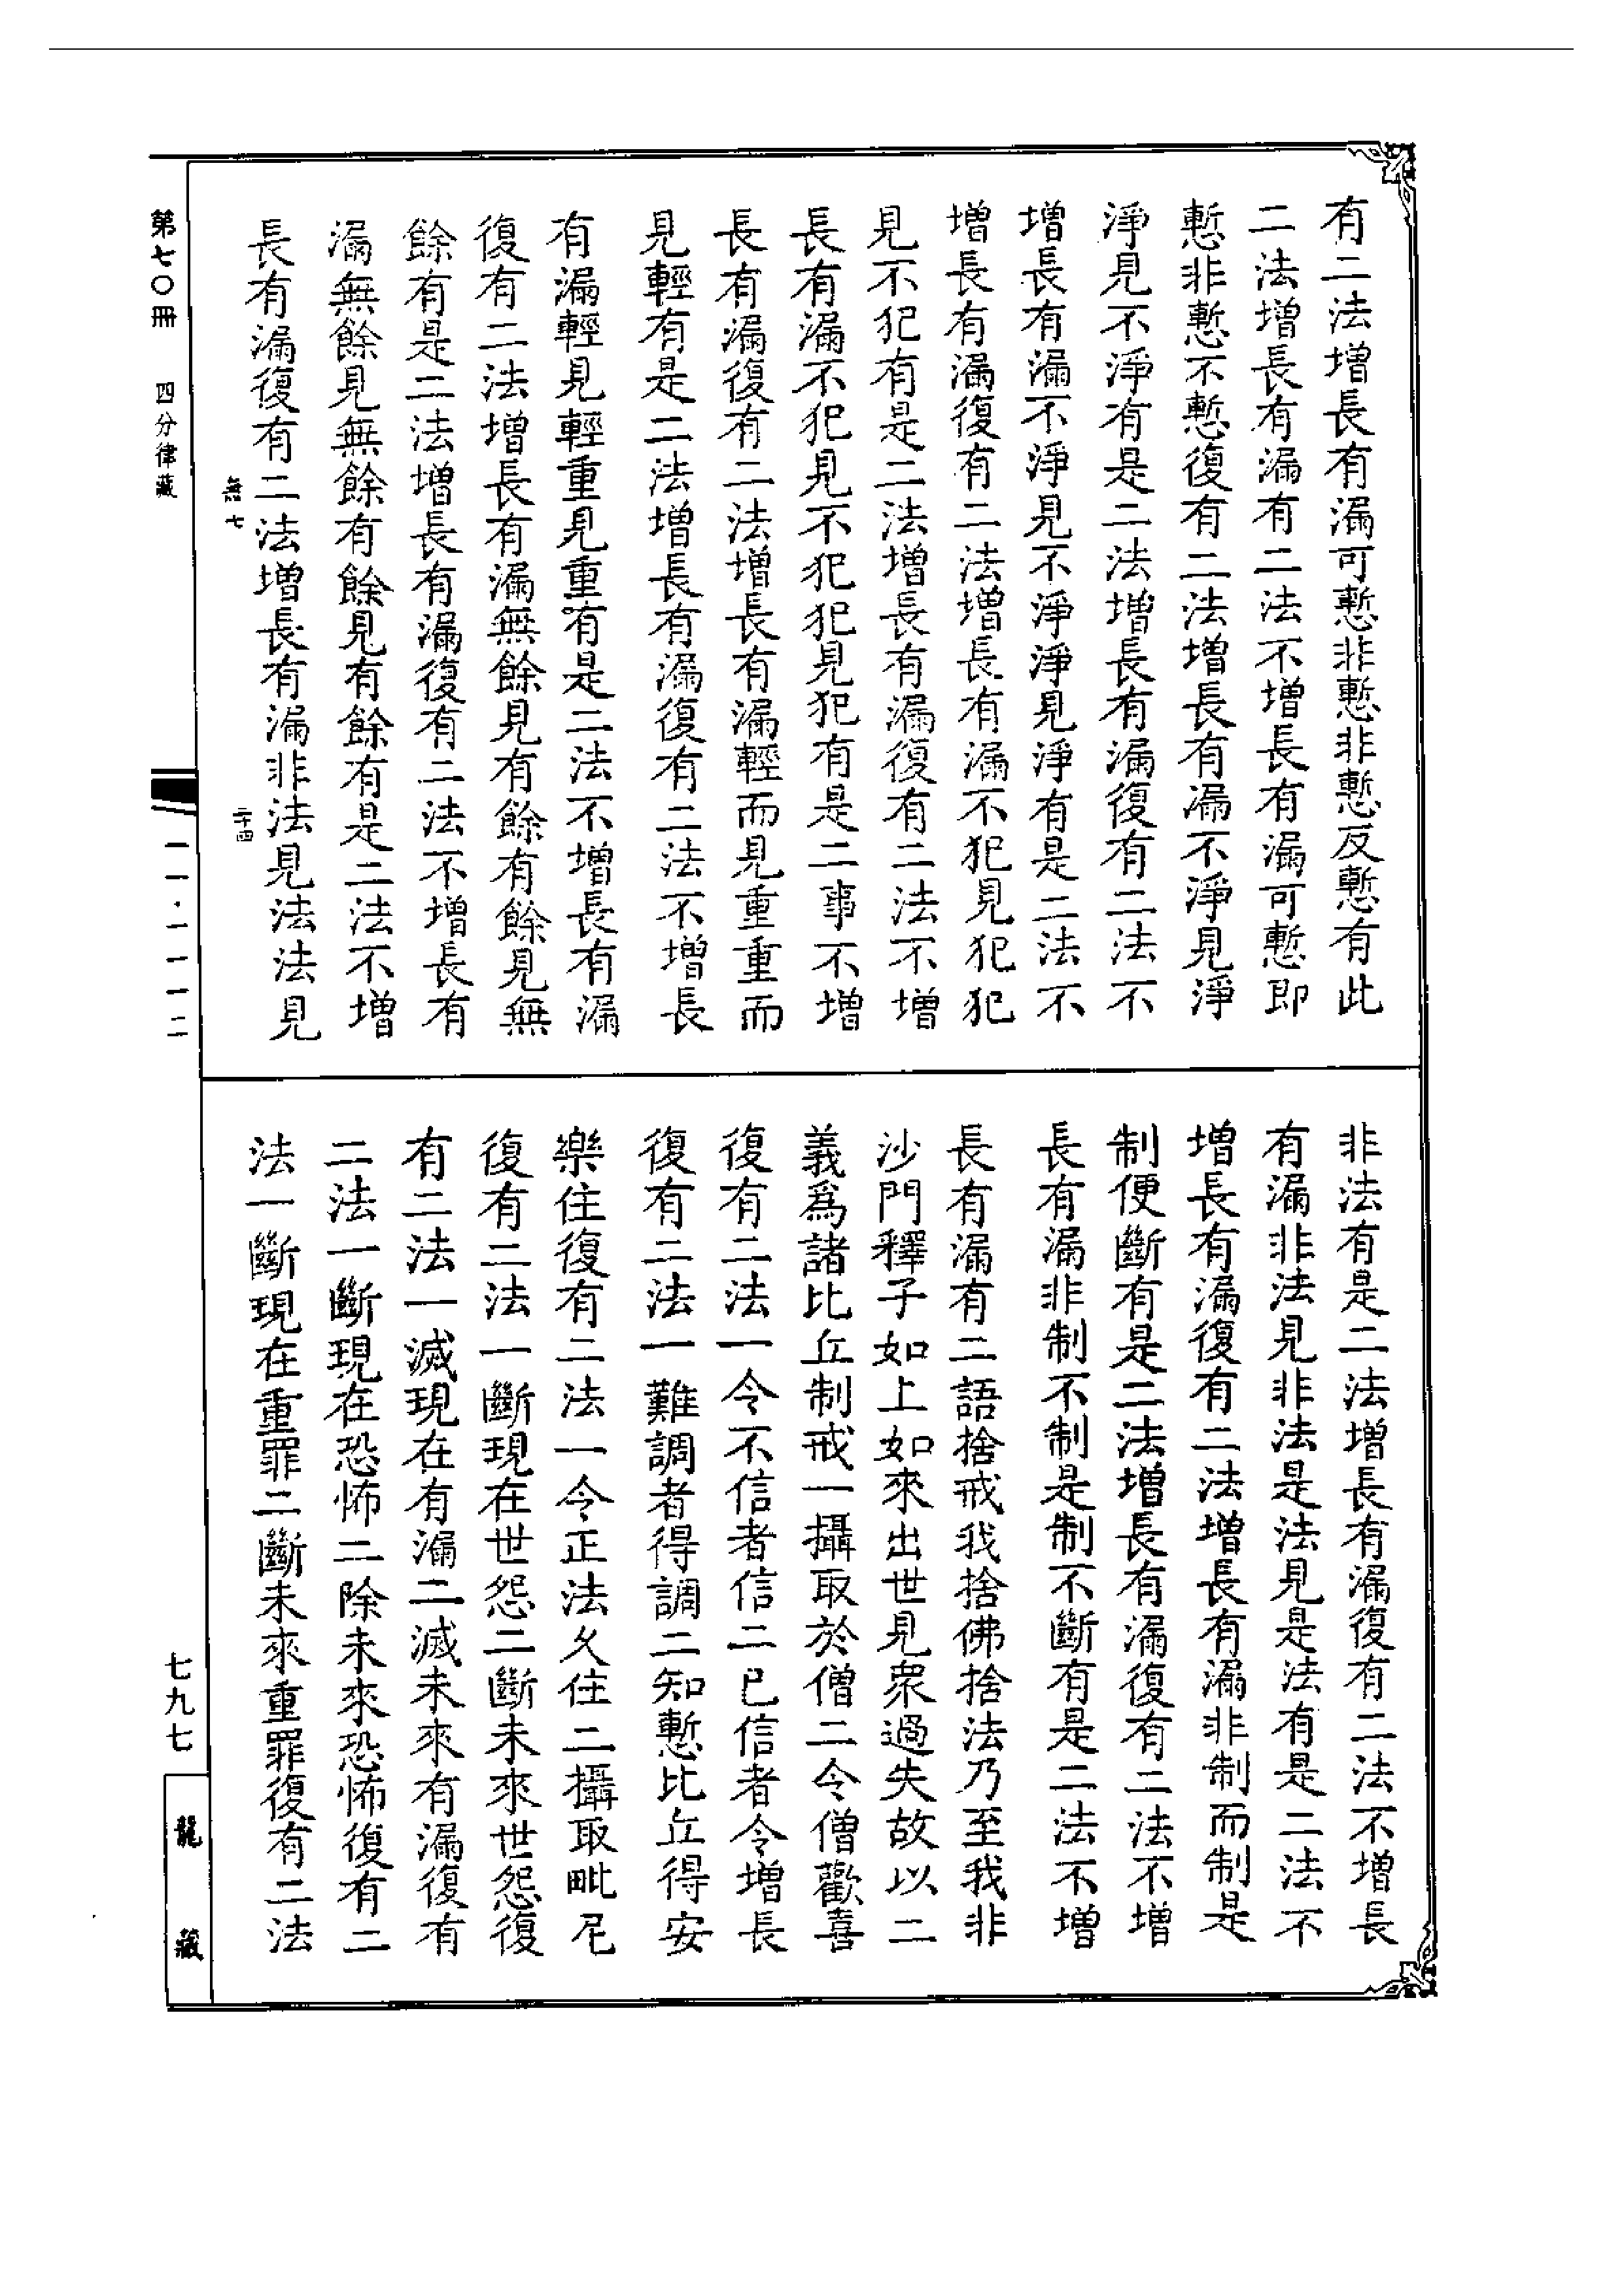 有二法增長有漏可慙非慙非慙反慙有此
二法增長有漏有二法不增長有漏可慙即
慙非慙不慙復有二法增長有漏不淨見淨
淨見不淨有是二法增長有漏復有二法不
增長有漏不淨見不淨淨見淨有是二法不
增長有漏復有二法增長有漏不犯見犯犯
見不犯有是二法增長有漏復有二法不增
長有漏不犯見不犯犯見犯有是二事不增
長有漏復有二法增長有漏輕而見重重而
見輕有是二法增長有漏復有二法不增長
有漏輕見輕重見重有是二法不增長有漏
復有二法增長有漏無餘見有餘有餘見無
餘有是二法增長有漏復有二法不增長有
漏無餘見無餘有餘見有餘有是二法不增
長有漏復有二法增長有漏非法見法法見
非法有是二法增長有漏復有二法不增長
有漏非法見非法是法見是法有是二法不
增長有漏復有二法增長有漏非制而制是
制便斷有是二法增長有漏復有二法不增
長有漏非制不制是制不斷有是二法不增
長有漏有二語捨戒我捨佛捨法乃至我非
沙門釋子如上如來出世見衆過失故以二
義爲諸比丘制戒一攝取於僧二令僧歡喜
復有二法一令不信者信二已信者令增長
復有二法一難調者得調二知慙比丘得安
樂住復有二法一令正法久住二攝取毗尼
復有二法一斷現在世怨二斷未來世怨復
有二法一滅現在有漏二滅未來有漏復有
二法一斷現在恐怖二除未來恐怖復有二
法一斷現在重罪二斷未來重罪復有二法
無七
二十四
第七〇冊
四分律藏
一一·一一一二
七九七
龍藏